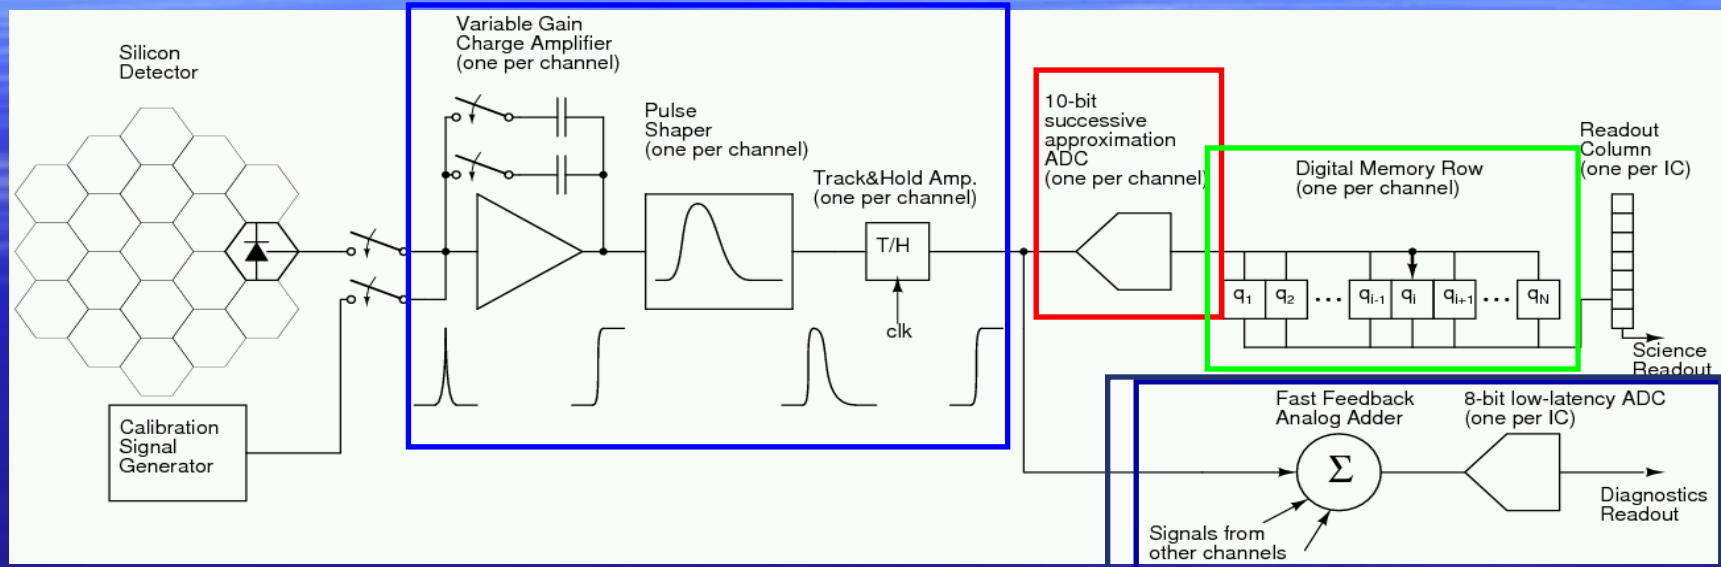 Silicon
Detector
Variable Gain
Charge Amplifier
(one per channel)
Pulse
Shaper
(one per channel)
Track&Hold Amp.
(one per channel)
T/H
clk
10-bit
successive
approximation
ADC
(one per channel)
Digital Memory Row
(one per channel)
q1 q2 ••• qi-1 qi qi+1 ••• qN
Readout
Column
(one per IC)
Science
Readout
Calibration
Signal
Generator
Fast Feedback
Analog Adder
Σ
8-bit low-latency ADC
(one per IC)
Signals from
other channels
Diagnostics
Readout